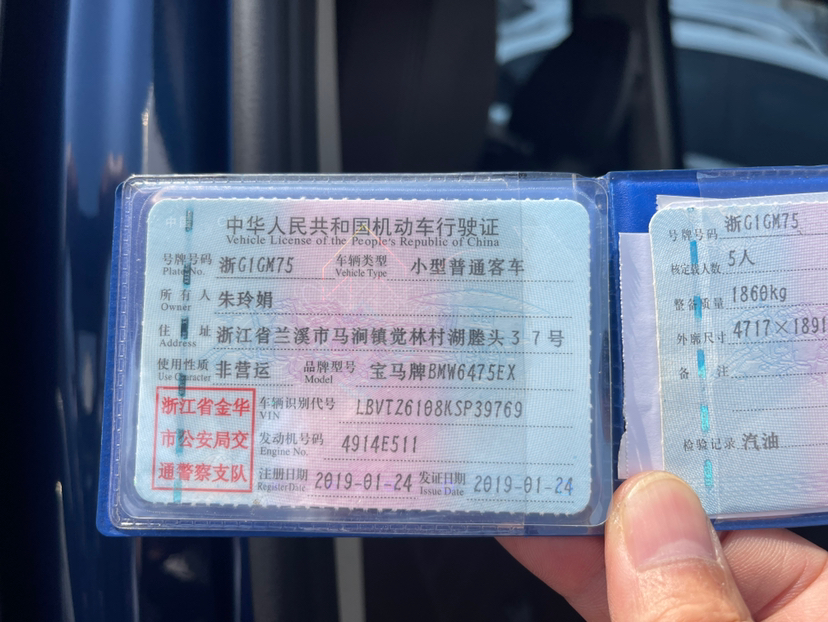 中华人民共和国机动车行驶证
Vehicle License of the People's Republic of China
号牌号码 浙G1GM75 车辆类型 小型普通客车
Plate No. Vehicle Type
所有人 朱玲娟
Owner
住址 浙江省兰溪市马涧镇觉林村湖塍头37号
Address
使用性质 非营运 品牌型号 宝马牌BMW6475EX
Use Character Model
浙江省金华
市公安局交
通警察支队
车辆识别代号 LBVTZ6108KSP39769
VIN
发动机号码 4914E511
Engine No.
注册日期 2019-01-24 发证日期 2019-01-24
Register Date Issue Date
号牌号码 浙G1GM75
核定载人数 5人
整备质量 1860kg
外廓尺寸 4717×1891
备注
检验记录 汽油